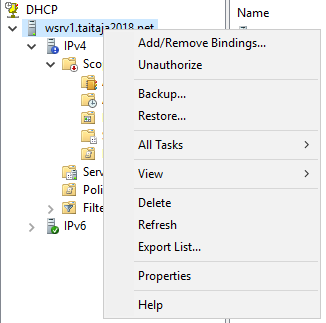 DHCP
Name
wsrv1.taitaja2018.net
IPv4
Sco
Serv
Poli
Filte
IPv6
Add/Remove Bindings...
Unauthorize
Backup...
Restore...
All Tasks
View
Delete
Refresh
Export List...
Properties
Help